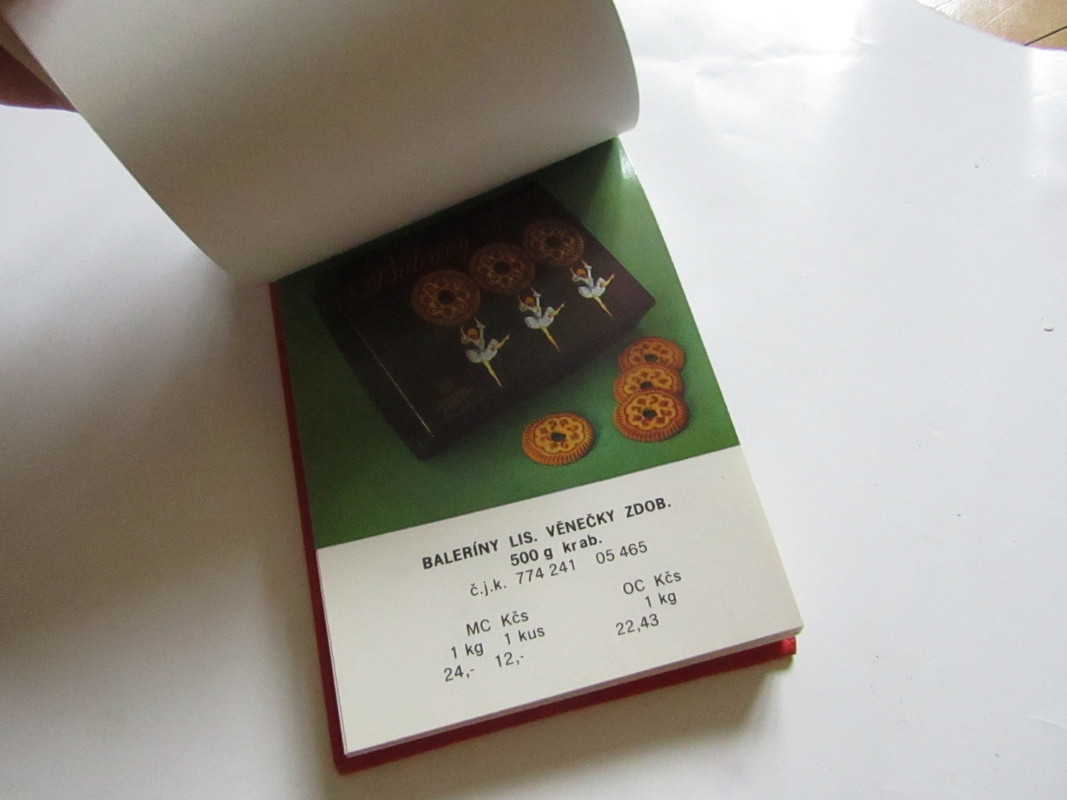 Baleríny
BALERÍNY LIS. VĚNEČKY ZDOB.
500 g krab.
č.j.k. 774 241 05 465
MC Kčs OC Kčs
1 kg 1 kus 1 kg
24,- 12,- 22,43